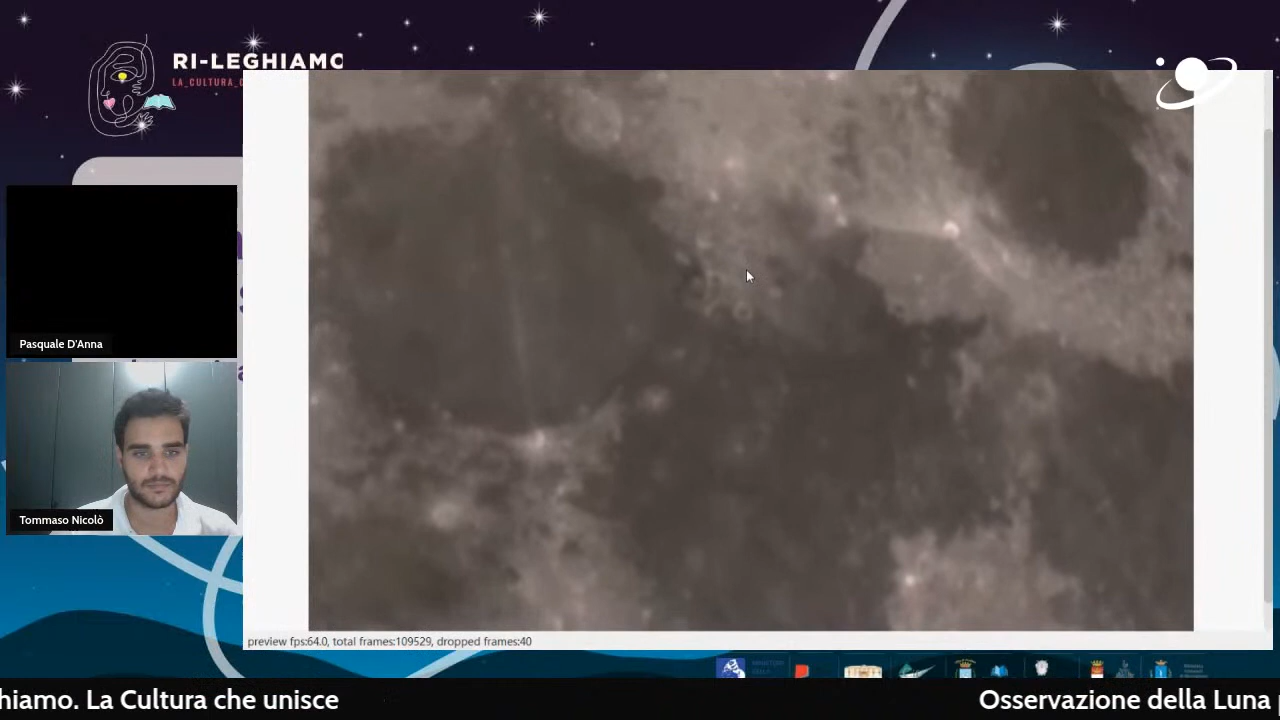 RI-LEGHIAMO
LA_CULTURA_C
Pasquale D'Anna
Tommaso Nicolò
preview fps:64.0, total frames:109529, dropped frames:40
hiamo. La Cultura che unisce
Osservazione della Luna p